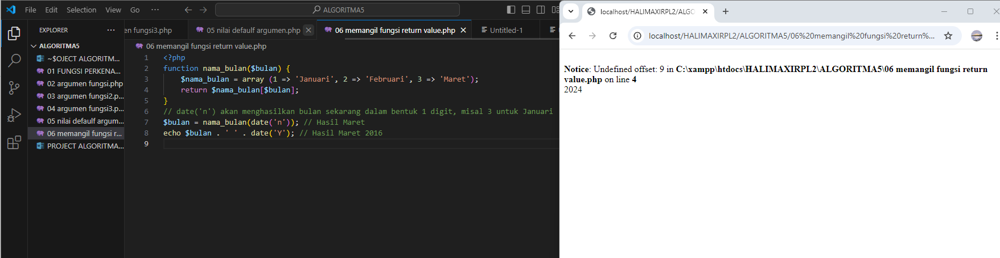 File Edit Selection View Go ··· ALGORITMA5
EXPLORER ···
ALGORITMA5
~$OJECT ALGORITM...
01 FUNGSI PERKENA...
02 argumen fungsi.php
03 argumen fungsi2.p...
04 argumen fungsi3.p...
05 nilai defaulf argum...
06 memangil fungsi r...
PROJECT ALGORITMA...
en fungsi3.php 05 nilai defaulf argumen.php 06 memangil fungsi return value.php Untitled-1
06 memangil fungsi return value.php
1 <?php
2 function nama_bulan($bulan) {
3 $nama_bulan = array (1 => 'Januari', 2 => 'Februari', 3 => 'Maret');
4 return $nama_bulan[$bulan];
5 }
6 // date('n') akan menghasilkan bulan sekarang dalam bentuk 1 digit, misal 3 untuk Januari
7 $bulan = nama_bulan(date('n')); // Hasil Maret
8 echo $bulan . ' ' . date('Y'); // Hasil Maret 2016
9
localhost/HALIMAXIRPL2/ALGO
localhost/HALIMAXIRPL2/ALGORITMA5/06%20memangil%20fungsi%20return%...
Notice: Undefined offset: 9 in C:\xampp\htdocs\HALIMAXIRPL2\ALGORITMA5\06 memangil fungsi return
value.php on line 4
2024